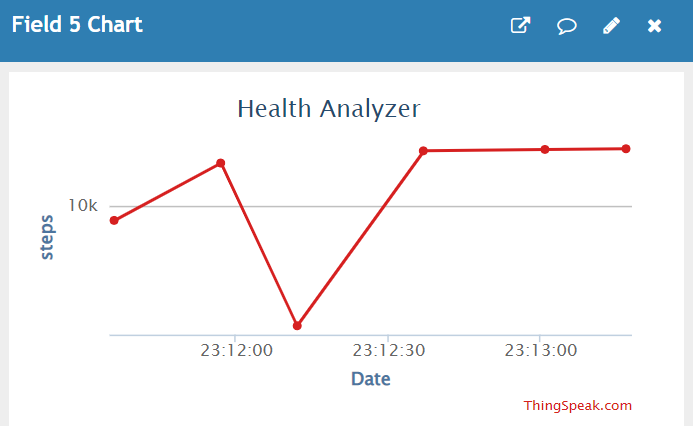 Field 5 Chart
Health Analyzer
10k
steps
23:12:00 23:12:30 23:13:00
Date
ThingSpeak.com